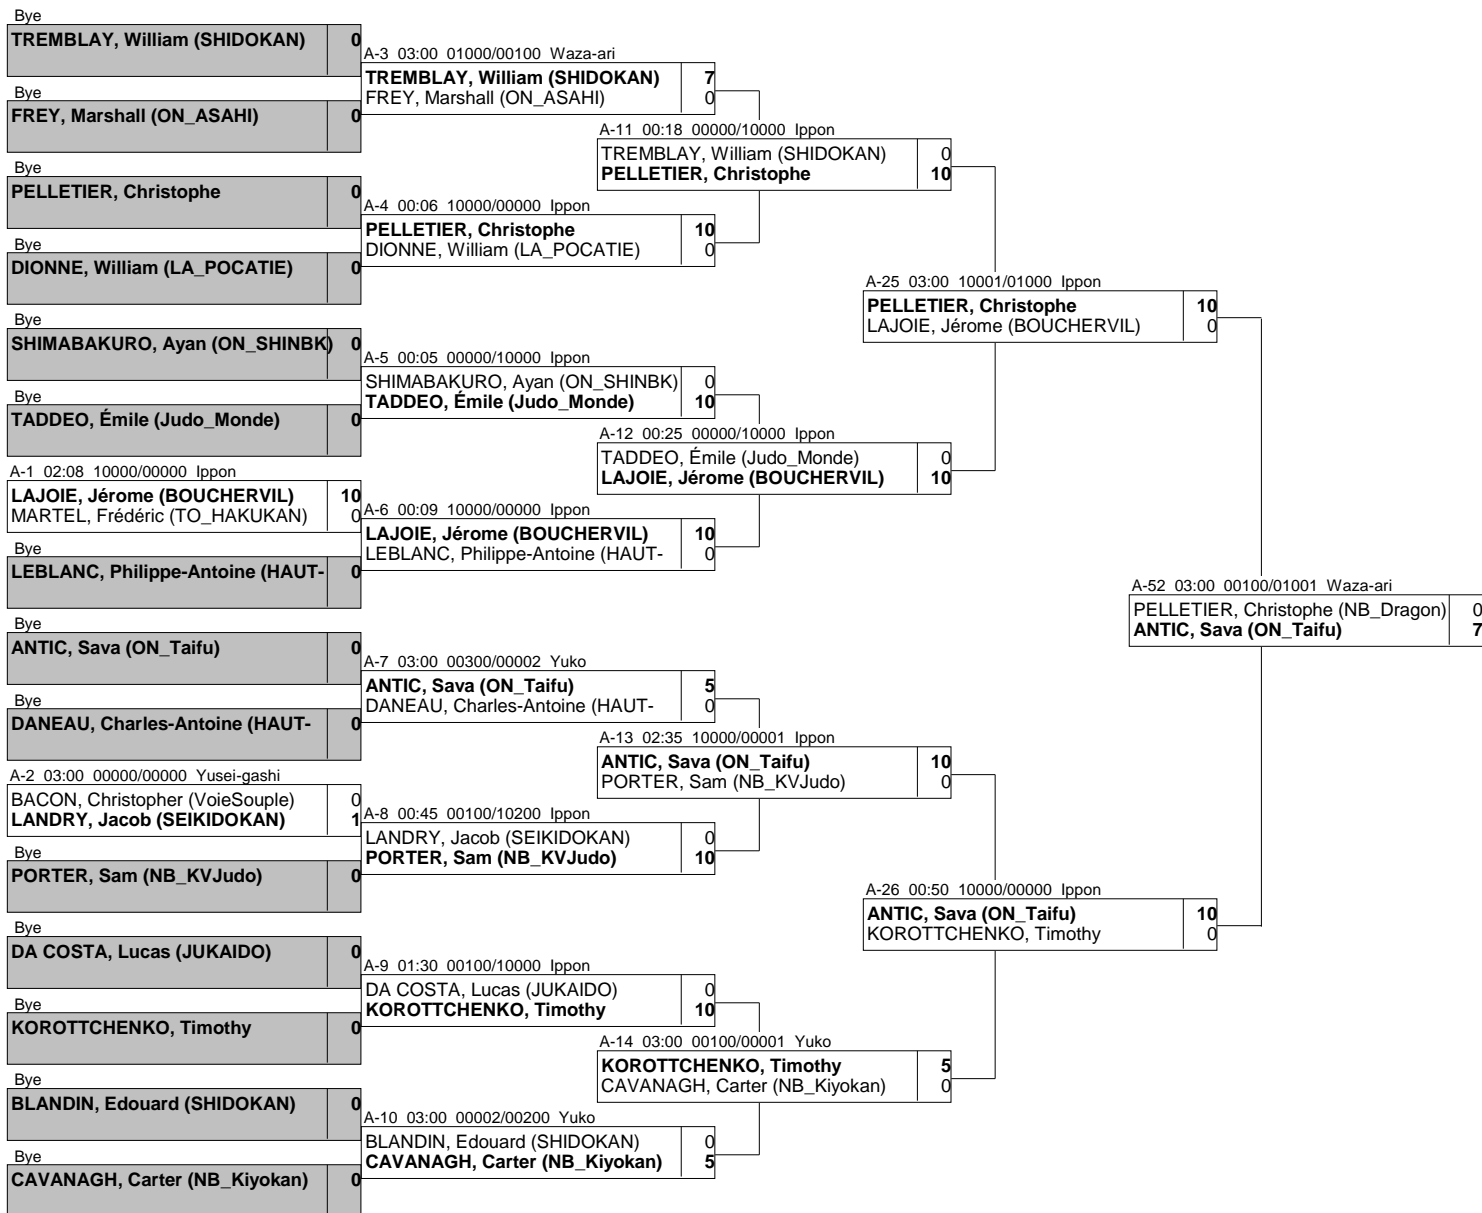 Bye
TREMBLAY, William (SHIDOKAN) 0
Bye
FREY, Marshall (ON_ASAHI) 0
Bye
PELLETIER, Christophe 0
Bye
DIONNE, William (LA_POCATIE) 0
Bye
SHIMABAKURO, Ayan (ON_SHINBK) 0
Bye
TADDEO, Émile (Judo_Monde) 0
A-1 02:08 10000/00000 Ippon
LAJOIE, Jérome (BOUCHERVIL) 10
MARTEL, Frédéric (TO_HAKUKAN) 0
Bye
LEBLANC, Philippe-Antoine (HAUT- 0
Bye
ANTIC, Sava (ON_Taifu) 0
Bye
DANEAU, Charles-Antoine (HAUT- 0
A-2 03:00 00000/00000 Yusei-gashi
BACON, Christopher (VoieSouple) 0
LANDRY, Jacob (SEIKIDOKAN) 1
Bye
PORTER, Sam (NB_KVJudo) 0
Bye
DA COSTA, Lucas (JUKAIDO) 0
Bye
KOROTTCHENKO, Timothy 0
Bye
BLANDIN, Edouard (SHIDOKAN) 0
Bye
CAVANAGH, Carter (NB_Kiyokan) 0
A-3 03:00 01000/00100 Waza-ari
TREMBLAY, William (SHIDOKAN) 7
FREY, Marshall (ON_ASAHI) 0
A-4 00:06 10000/00000 Ippon
PELLETIER, Christophe 10
DIONNE, William (LA_POCATIE) 0
A-5 00:05 00000/10000 Ippon
SHIMABAKURO, Ayan (ON_SHINBK) 0
TADDEO, Émile (Judo_Monde) 10
A-6 00:09 10000/00000 Ippon
LAJOIE, Jérome (BOUCHERVIL) 10
LEBLANC, Philippe-Antoine (HAUT- 0
A-7 03:00 00300/00002 Yuko
ANTIC, Sava (ON_Taifu) 5
DANEAU, Charles-Antoine (HAUT- 0
A-8 00:45 00100/10200 Ippon
LANDRY, Jacob (SEIKIDOKAN) 0
PORTER, Sam (NB_KVJudo) 10
A-9 01:30 00100/10000 Ippon
DA COSTA, Lucas (JUKAIDO) 0
KOROTTCHENKO, Timothy 10
A-10 03:00 00002/00200 Yuko
BLANDIN, Edouard (SHIDOKAN) 0
CAVANAGH, Carter (NB_Kiyokan) 5
A-11 00:18 00000/10000 Ippon
TREMBLAY, William (SHIDOKAN) 0
PELLETIER, Christophe 10
A-12 00:25 00000/10000 Ippon
TADDEO, Émile (Judo_Monde) 0
LAJOIE, Jérome (BOUCHERVIL) 10
A-13 02:35 10000/00001 Ippon
ANTIC, Sava (ON_Taifu) 10
PORTER, Sam (NB_KVJudo) 0
A-14 03:00 00100/00001 Yuko
KOROTTCHENKO, Timothy 5
CAVANAGH, Carter (NB_Kiyokan) 0
A-25 03:00 10001/01000 Ippon
PELLETIER, Christophe 10
LAJOIE, Jérome (BOUCHERVIL) 0
A-26 00:50 10000/00000 Ippon
ANTIC, Sava (ON_Taifu) 10
KOROTTCHENKO, Timothy 0
A-52 03:00 00100/01001 Waza-ari
PELLETIER, Christophe (NB_Dragon) 0
ANTIC, Sava (ON_Taifu) 7